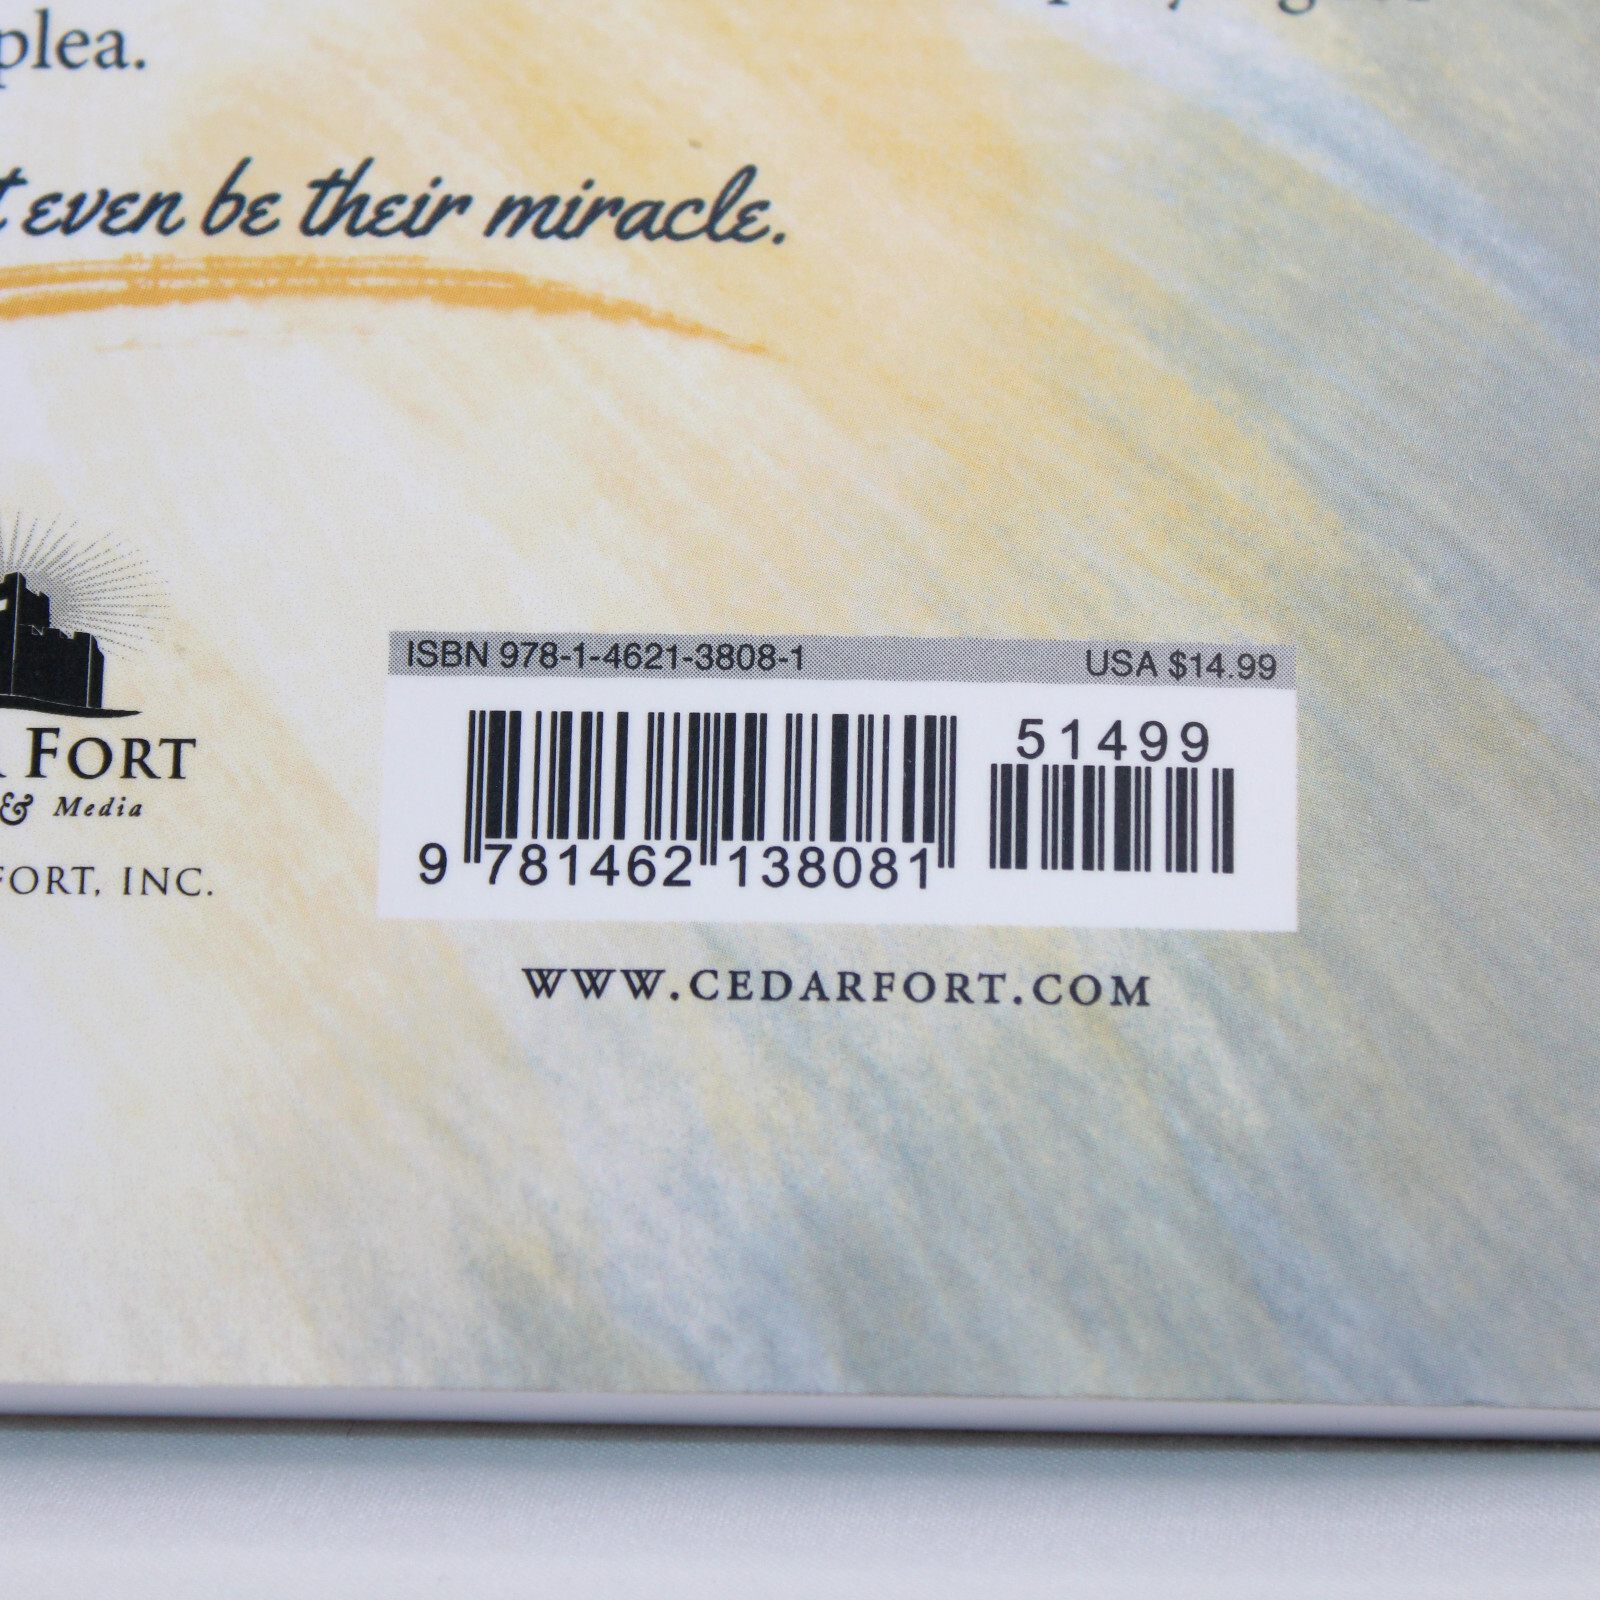 plea.
even be their miracle.
FORT
& Media
FORT, INC.
ISBN 978-1-4621-3808-1
USA $14.99
51499
9 781462 138081
WWW.CEDARFORT.COM